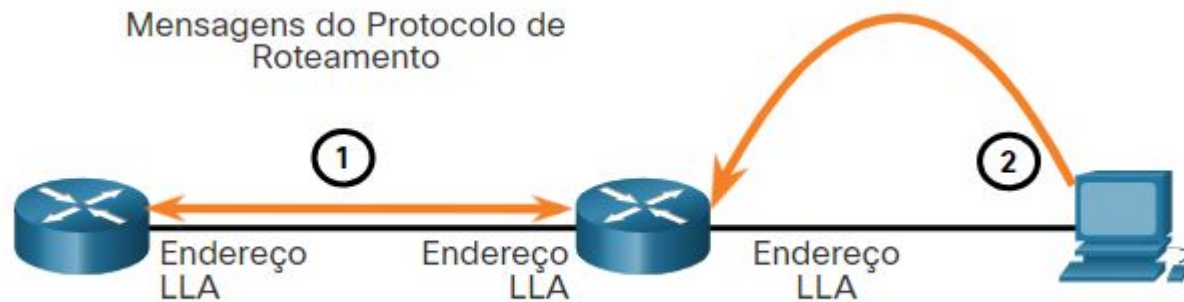 Mensagens do Protocolo de
Roteamento
1
2
Endereço
LLA
Endereço
LLA
Endereço
LLA